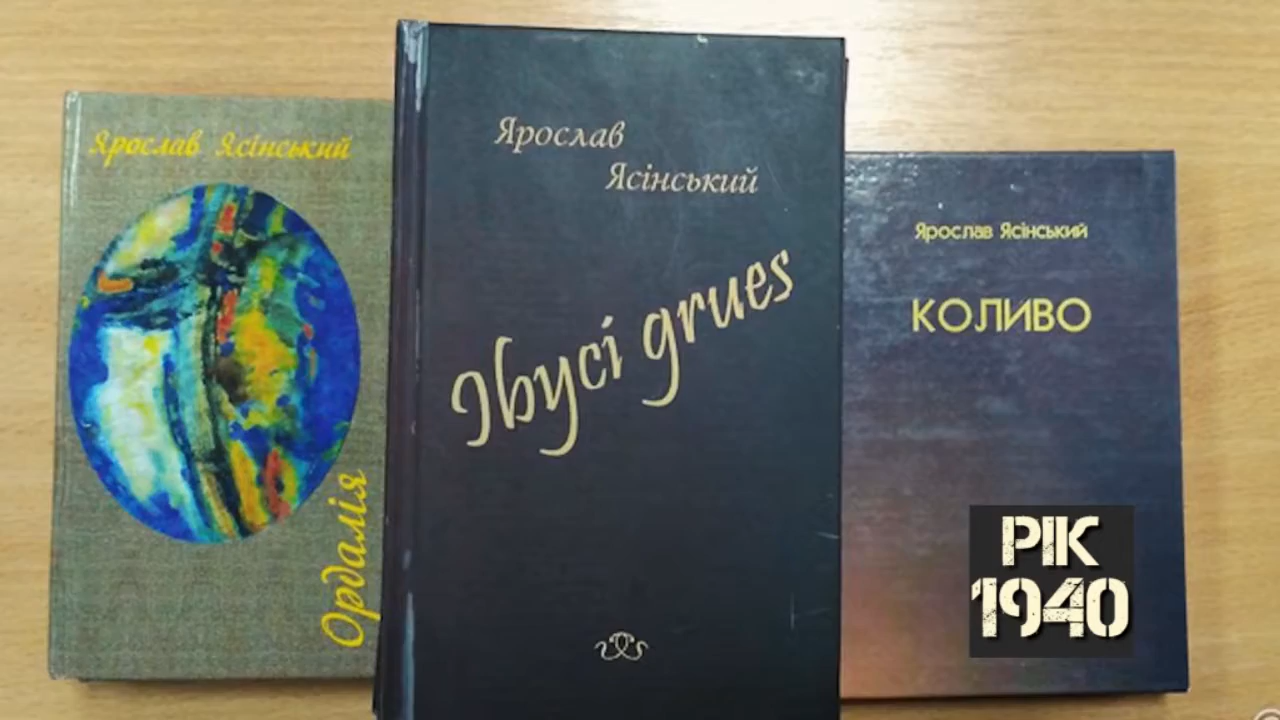 Ярослав Ясінський
Ордалія
Ярослав
Ясінський
Ібусі grues
Ярослав Ясінський
КОЛИВО
РІК
1940